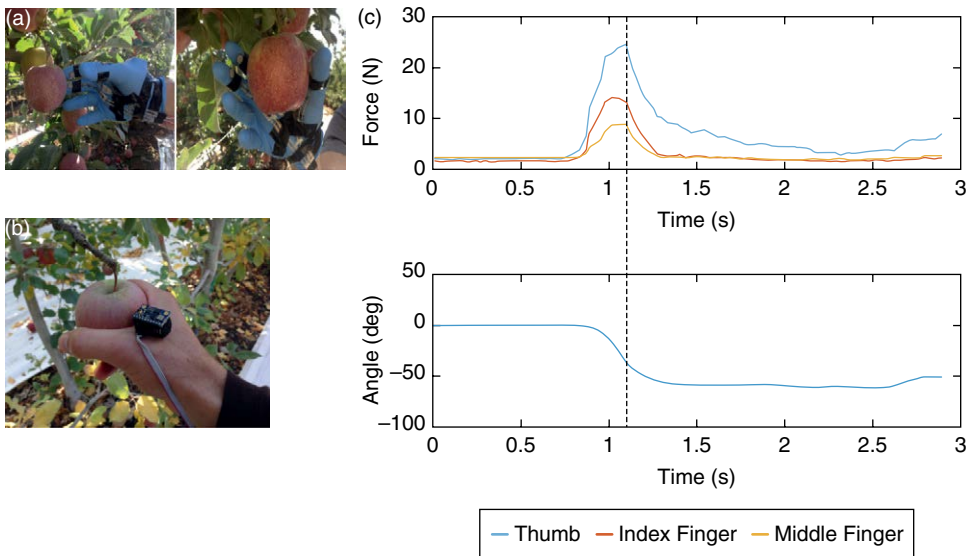 (a)
(b)
(c)
30
20
10
0
Force (N)
0 0.5 1 1.5 2 2.5 3
Time (s)
50
0
−50
−100
Angle (deg)
0 0.5 1 1.5 2 2.5 3
Time (s)
Thumb Index Finger Middle Finger